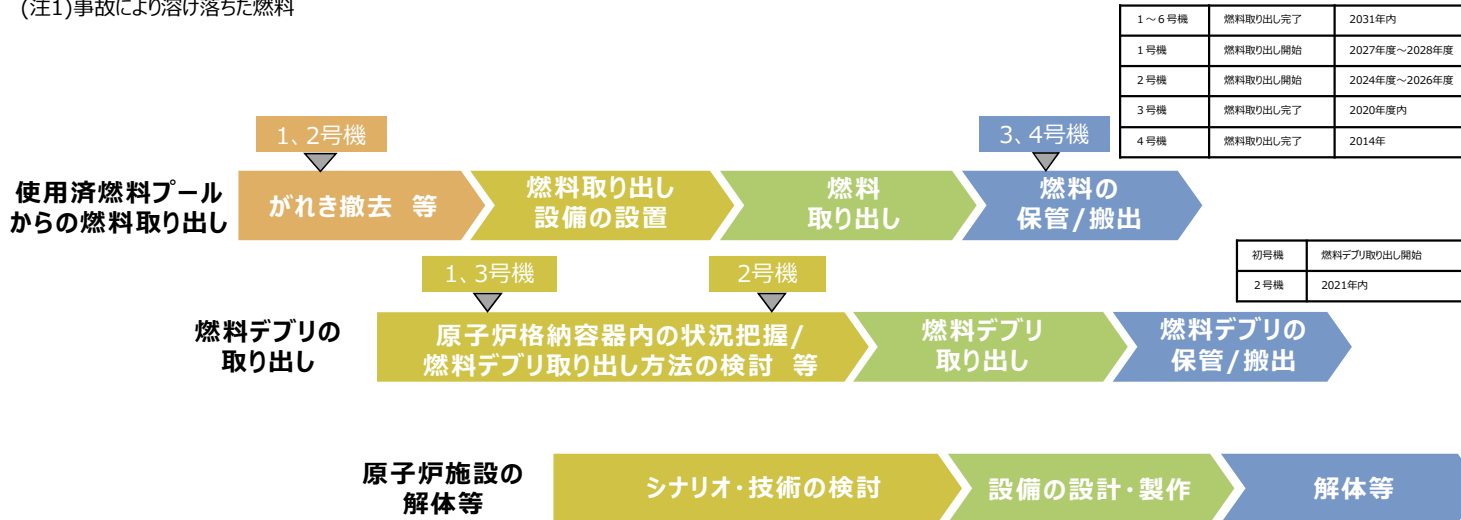 (注1)事故により溶け落ちた燃料
1～6号機 燃料取り出し完了 2031年内
1号機 燃料取り出し開始 2027年度～2028年度
2号機 燃料取り出し開始 2024年度～2026年度
3号機 燃料取り出し完了 2020年度内
4号機 燃料取り出し完了 2014年
1、2号機
3、4号機
使用済燃料プール
からの燃料取り出し
がれき撤去 等
燃料取り出し
設備の設置
燃料
取り出し
燃料の
保管/搬出
初号機 燃料デブリ取り出し開始
2号機 2021年内
1、3号機
2号機
燃料デブリの
取り出し
原子炉格納容器内の状況把握/
燃料デブリ取り出し方法の検討 等
燃料デブリ
取り出し
燃料デブリの
保管/搬出
原子炉施設の
解体等
シナリオ・技術の検討
設備の設計・製作
解体等